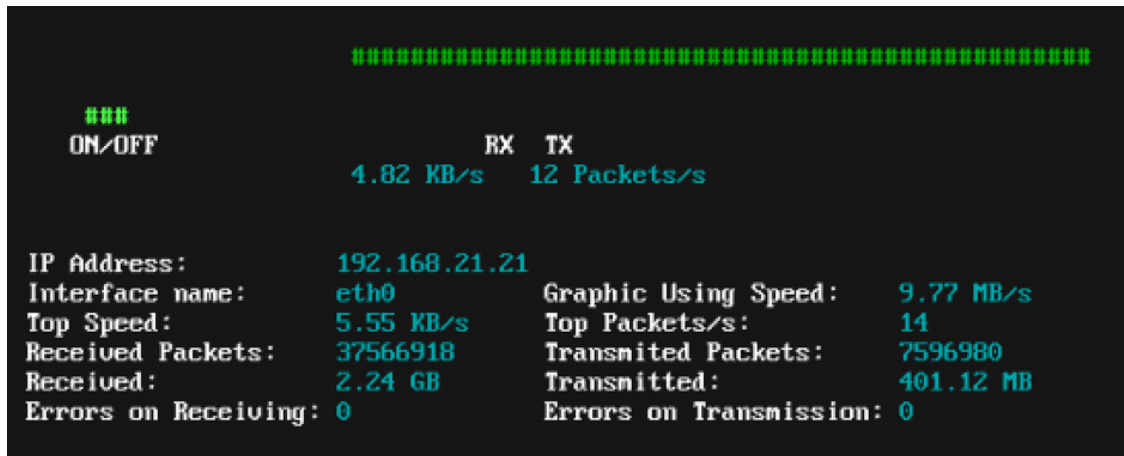 ##################################################
###
ON/OFF RX TX
4.82 KB/s 12 Packets/s
IP Address: 192.168.21.21
Interface name: eth0 Graphic Using Speed: 9.77 MB/s
Top Speed: 5.55 KB/s Top Packets/s: 14
Received Packets: 37566918 Transmited Packets: 7596980
Received: 2.24 GB Transmitted: 401.12 MB
Errors on Receiving: 0 Errors on Transmission: 0